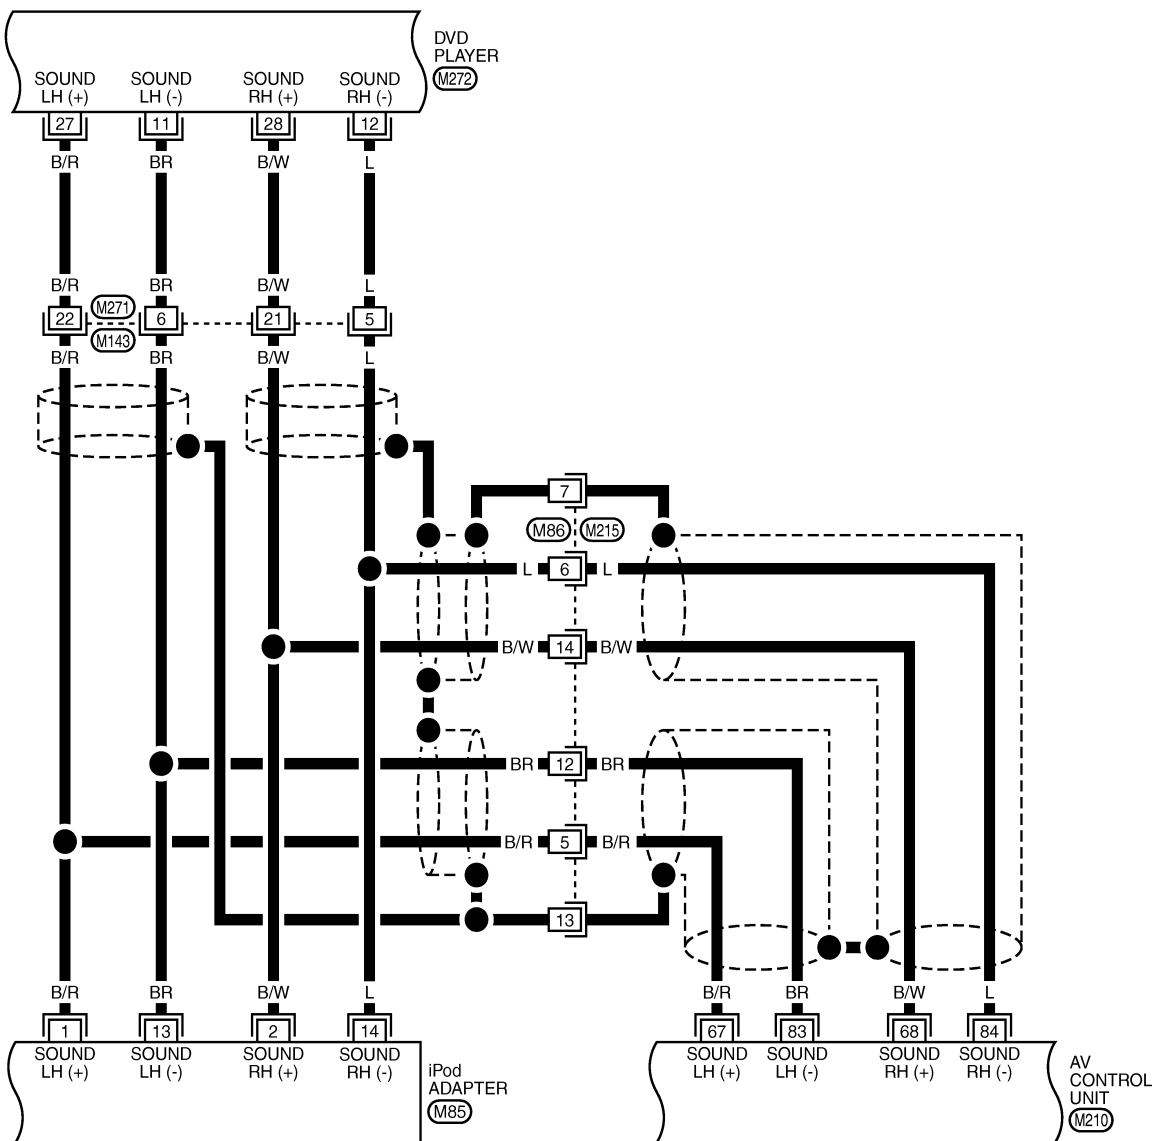 DVD
PLAYER
M272
SOUND
LH (+)
SOUND
LH (-)
SOUND
RH (+)
SOUND
RH (-)
27 11 28 12
B/R BR B/W L
B/R BR B/W L
M271
22 6 21 5
M143
B/R BR B/W L
7
M86 M215
L 6 L
B/W 14 B/W
BR 12 BR
B/R 5 B/R
13
B/R BR B/W L
B/R BR B/W L
1 13 2 14
67 83 68 84
SOUND
LH (+)
SOUND
LH (-)
SOUND
RH (+)
SOUND
RH (-)
iPod
ADAPTER
M85
SOUND
LH (+)
SOUND
LH (-)
SOUND
RH (+)
SOUND
RH (-)
AV
CONTROL
UNIT
M210